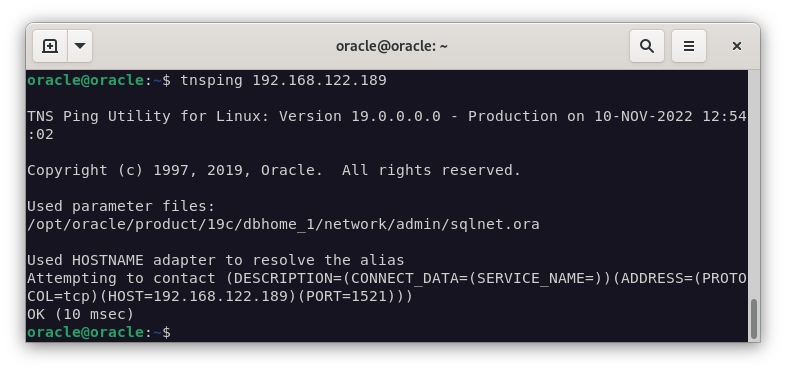 oracle@oracle: ~
oracle@oracle:~$ tnsping 192.168.122.189
TNS Ping Utility for Linux: Version 19.0.0.0.0 - Production on 10-NOV-2022 12:54
:02
Copyright (c) 1997, 2019, Oracle.  All rights reserved.
Used parameter files:
/opt/oracle/product/19c/dbhome_1/network/admin/sqlnet.ora
Used HOSTNAME adapter to resolve the alias
Attempting to contact (DESCRIPTION=(CONNECT_DATA=(SERVICE_NAME=))(ADDRESS=(PROTO
COL=tcp)(HOST=192.168.122.189)(PORT=1521)))
OK (10 msec)
oracle@oracle:~$